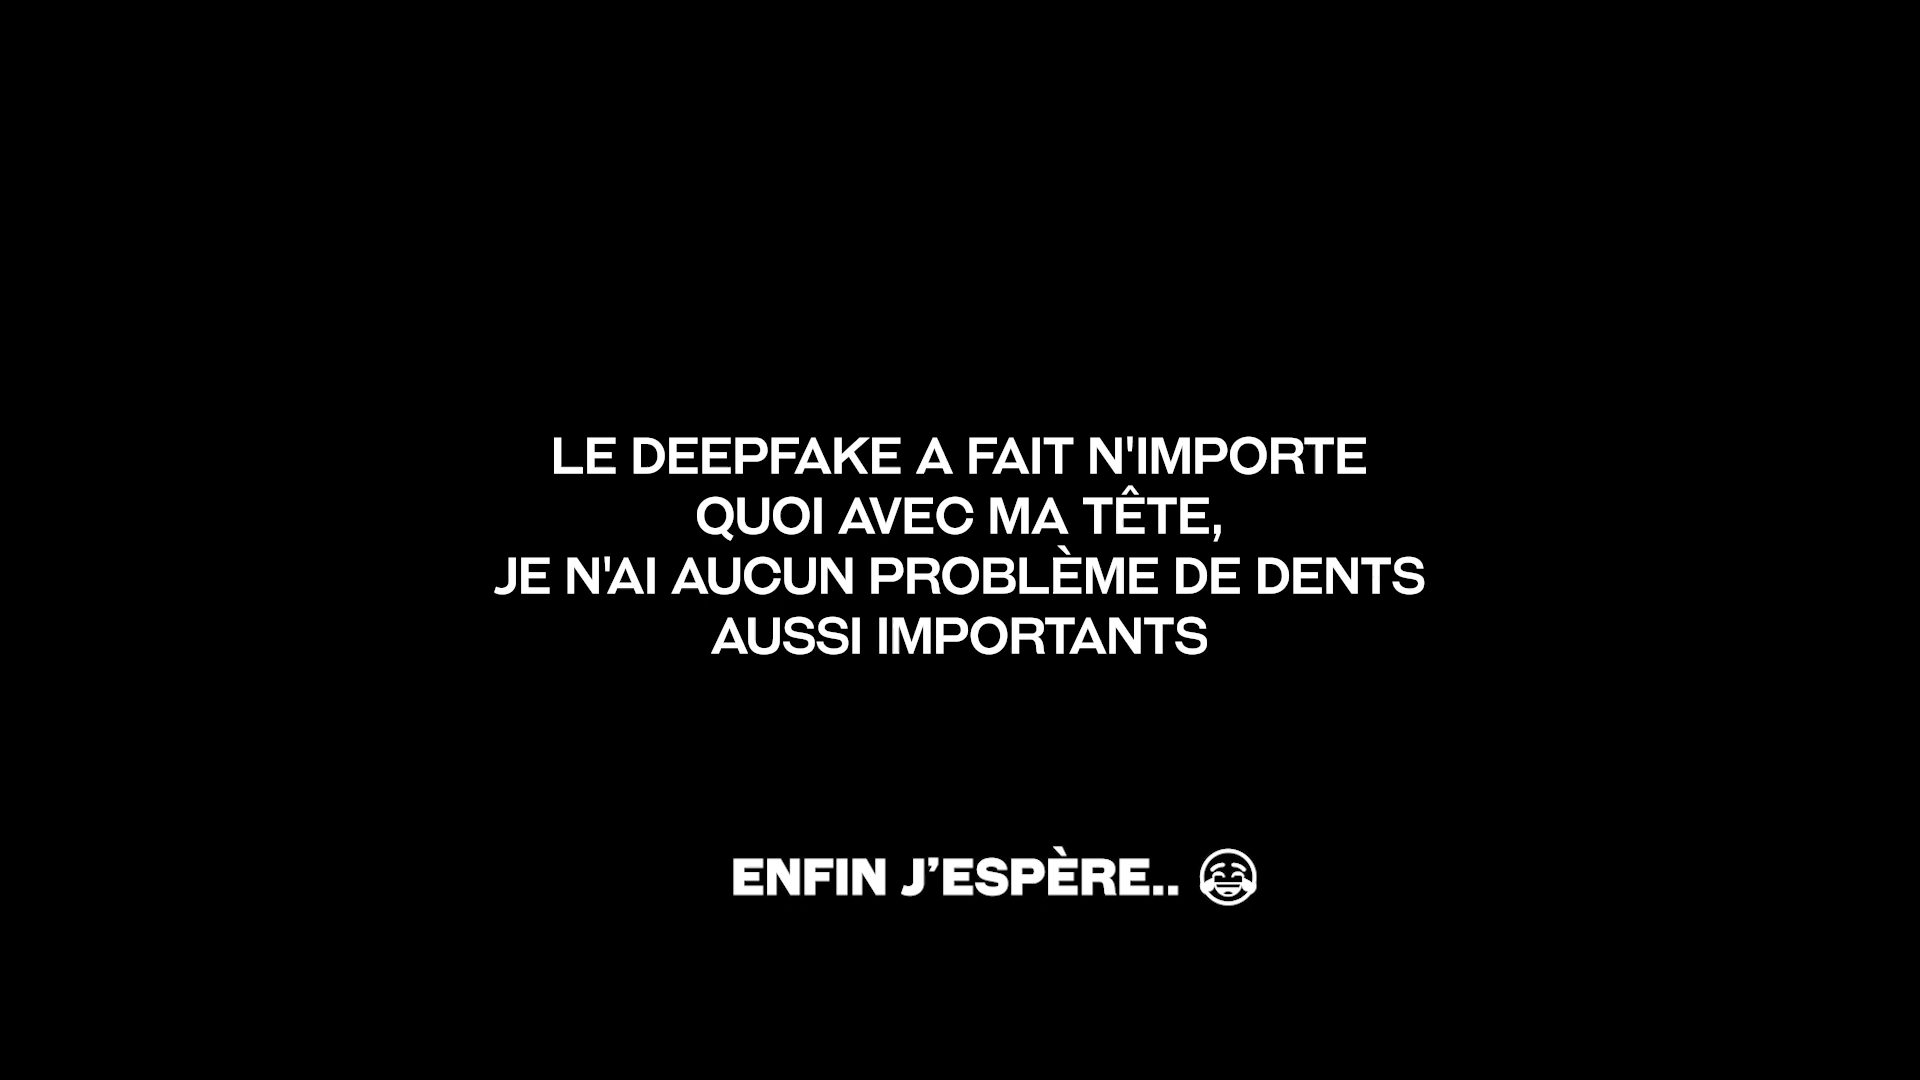 LE DEEPFAKE A FAIT N'IMPORTE
QUOI AVEC MA TÊTE,
JE N'AI AUCUN PROBLÈME DE DENTS
AUSSI IMPORTANTS
ENFIN J’ESPÈRE.. 😂